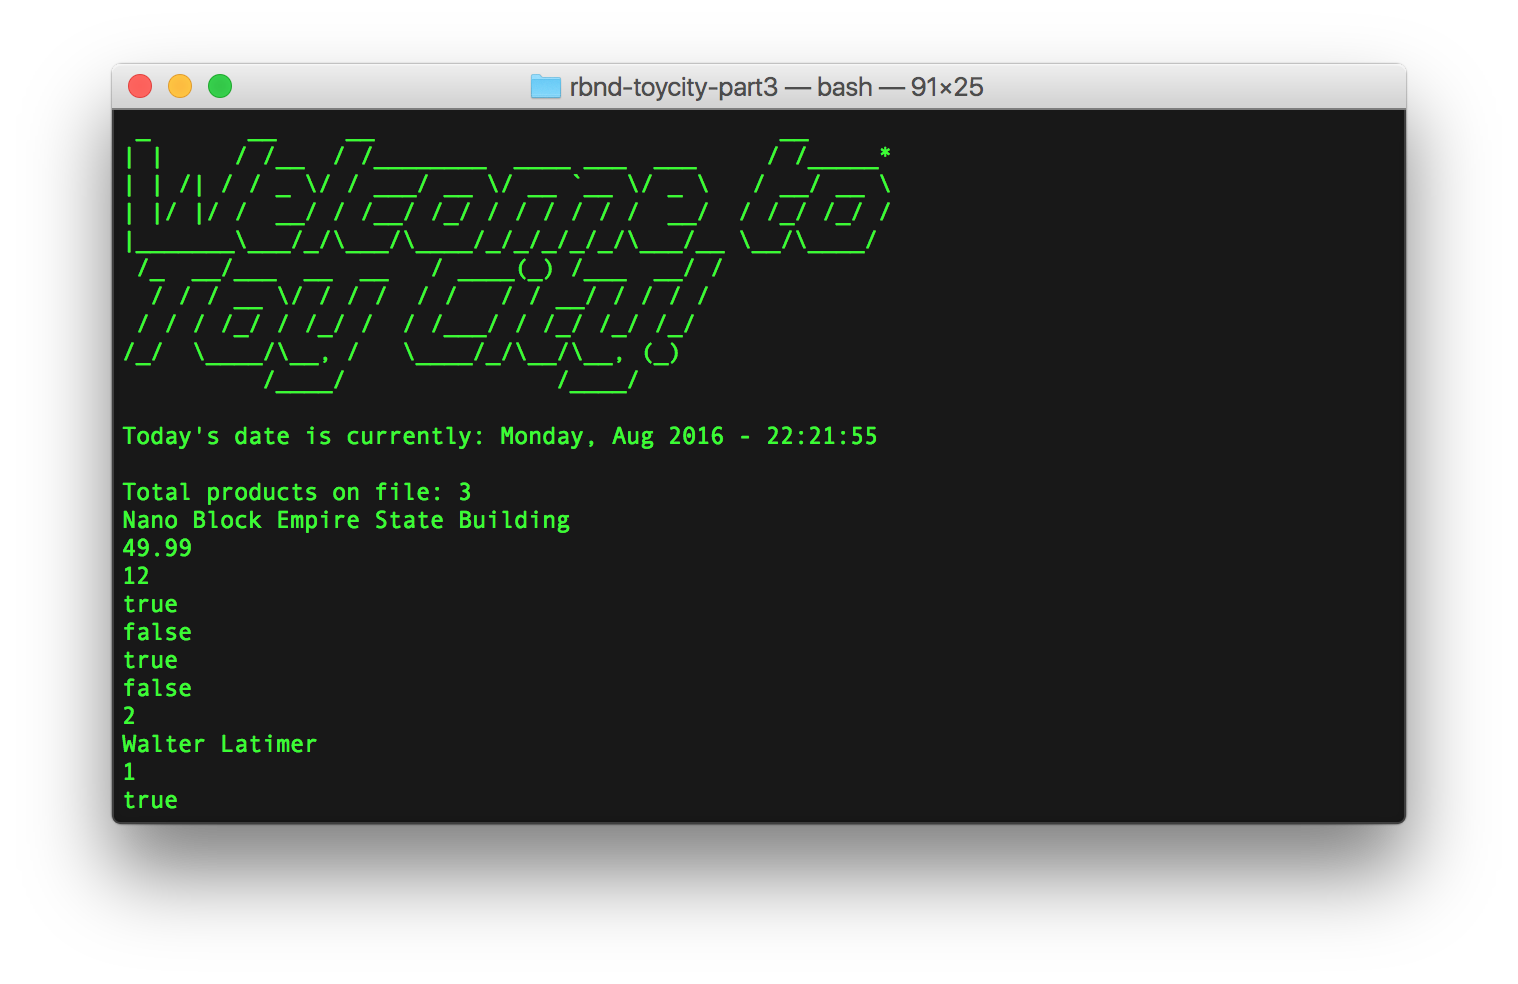 rbnd-toycity-part3 — bash — 91×25
Welcome to
Toy City!
Today's date is currently: Monday, Aug 2016 - 22:21:55
Total products on file: 3
Nano Block Empire State Building
49.99
12
true
false
true
false
2
Walter Latimer
1
true